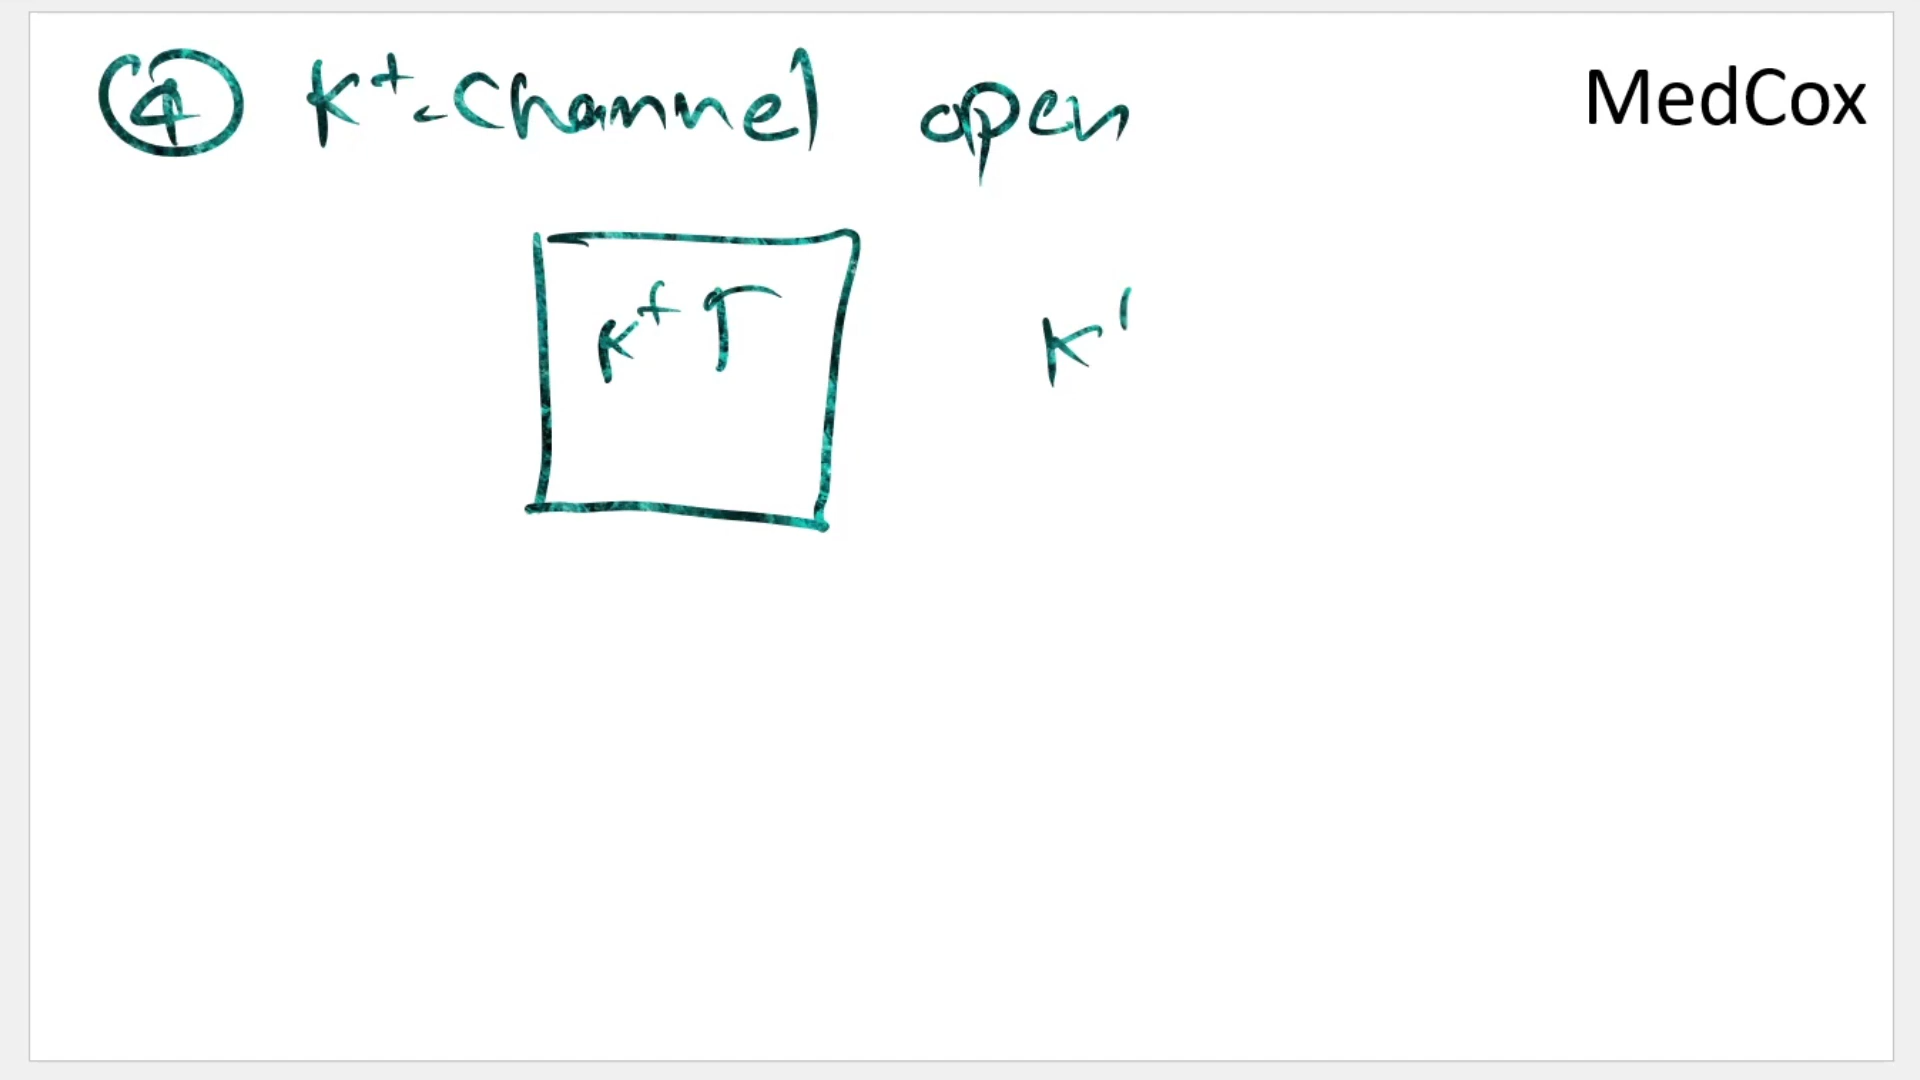 ④ K⁺-Channel open
MedCox
K⁺ ↑
K